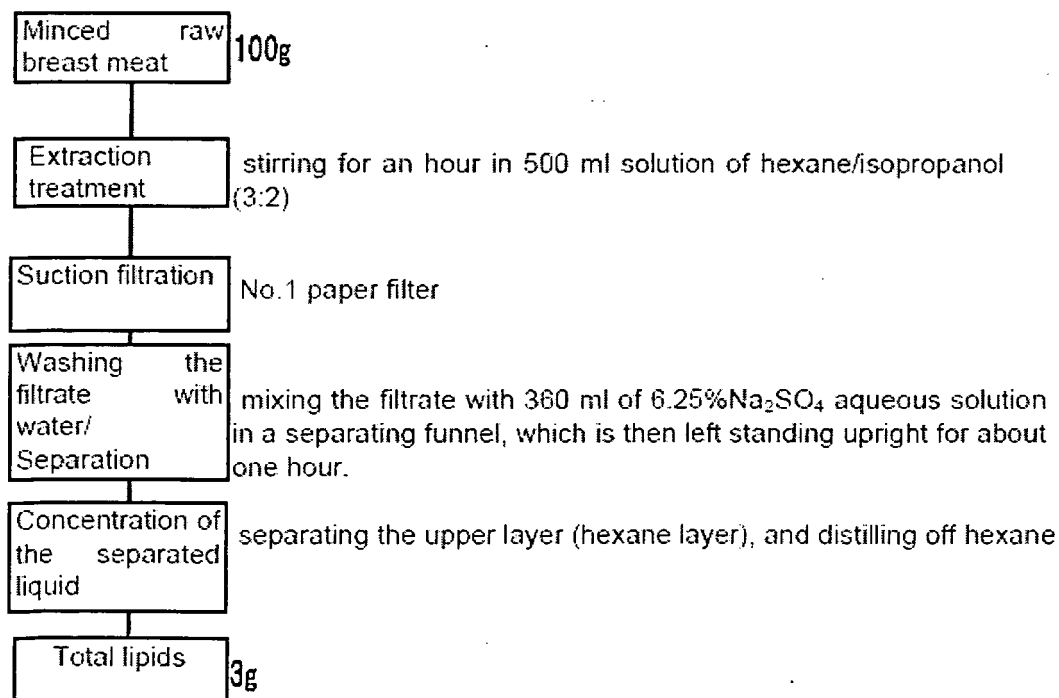 Minced raw
breast meat
100g
Extraction
treatment
stirring for an hour in 500 ml solution of hexane/isopropanol
(3:2)
Suction filtration
No.1 paper filter
Washing the
filtrate with
water/
Separation
mixing the filtrate with 360 ml of 6.25%Na₂SO₄ aqueous solution
in a separating funnel, which is then left standing upright for about
one hour.
Concentration of
the separated
liquid
separating the upper layer (hexane layer), and distilling off hexane
Total lipids
3g